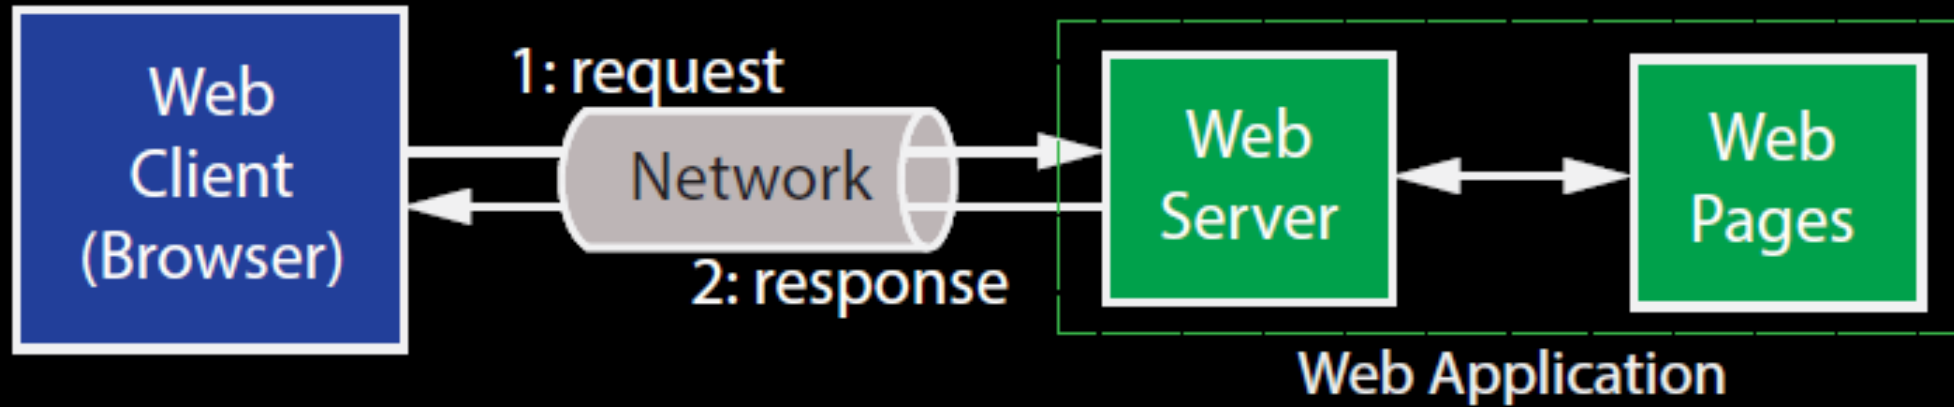 Web
Client
(Browser)
1: request
Network
2: response
Web
Server
Web
Pages
Web Application